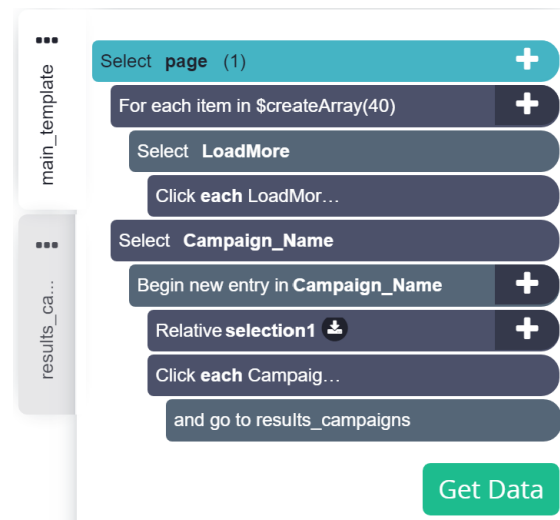 main_template
results_ca...
Select page (1)
For each item in $createArray(40)
Select LoadMore
Click each LoadMor...
Select Campaign_Name
Begin new entry in Campaign_Name
Relative selection1
Click each Campaig...
and go to results_campaigns
Get Data